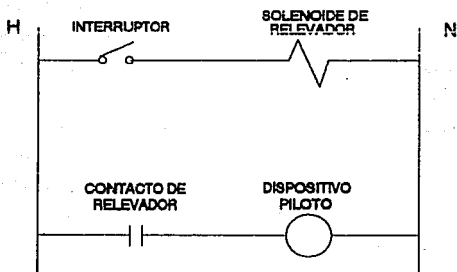 H
INTERRUPTOR
SOLENOIDE DE
RELEVADOR
N
CONTACTO DE
RELEVADOR
DISPOSITIVO
PILOTO